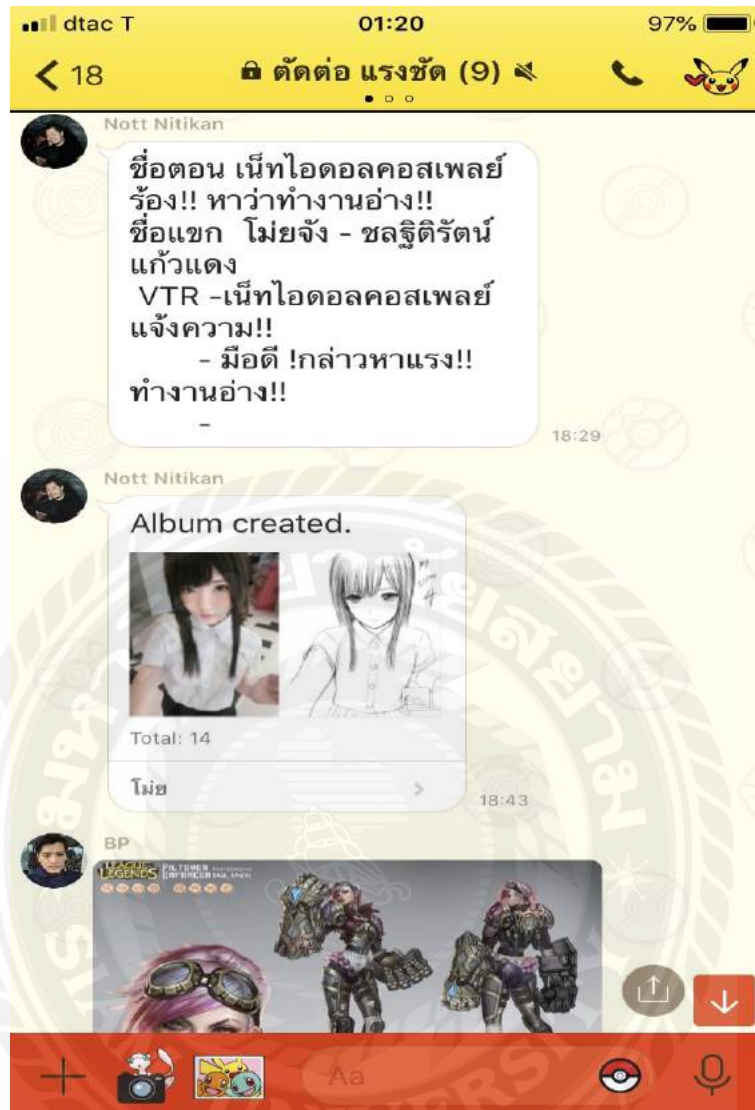 dtac T 01:20 97%
18 ตัดต่อ แรงชัด (9)
Nott Nitikan
ชื่อตอน เน็ทไอดอลคอสเพลย์
ร้อง!! หาว่าทำงานอ่าง!!
ชื่อแขก โม่ยจัง - ชลฐิติรัตน์
แก้วแดง
VTR -เน็ทไอดอลคอสเพลย์
แจ้งความ!!
- มือดี !กล่าวหาแรง!!
ทำงานอ่าง!!
-
18:29
Nott Nitikan
Album created.
Total: 14
โม่ย
18:43
BP
LEAGUE
LEGENDS PILTOVER
ENFORCER
Aa